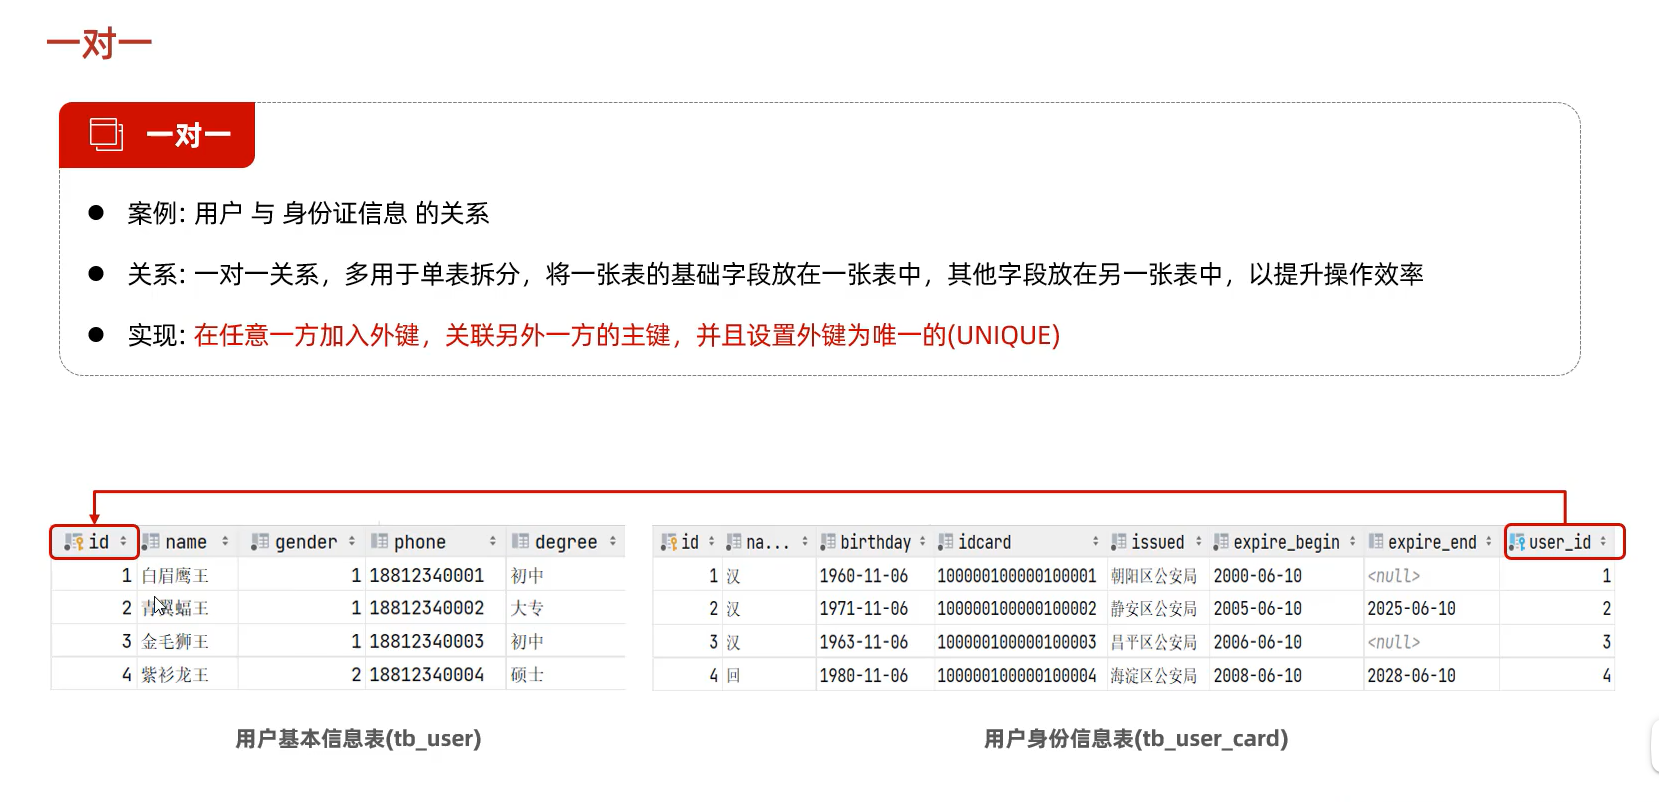 一对一
一对一
案例: 用户 与 身份证信息 的关系
关系: 一对一关系，多用于单表拆分，将一张表的基础字段放在一张表中，其他字段放在另一张表中，以提升操作效率
实现: 在任意一方加入外键，关联另外一方的主键，并且设置外键为唯一的(UNIQUE)
id name gender phone degree
1 白眉鹰王 1 18812340001 初中
2 青翼蝠王 1 18812340002 大专
3 金毛狮王 1 18812340003 初中
4 紫衫龙王 2 18812340004 硕士
用户基本信息表(tb_user)
id na... birthday idcard issued expire_begin expire_end user_id
1 汉 1960-11-06 100000100000100001 朝阳区公安局 2000-06-10 <null> 1
2 汉 1971-11-06 100000100000100002 静安区公安局 2005-06-10 2025-06-10 2
3 汉 1963-11-06 100000100000100003 昌平区公安局 2006-06-10 <null> 3
4 回 1980-11-06 100000100000100004 海淀区公安局 2008-06-10 2028-06-10 4
用户身份信息表(tb_user_card)